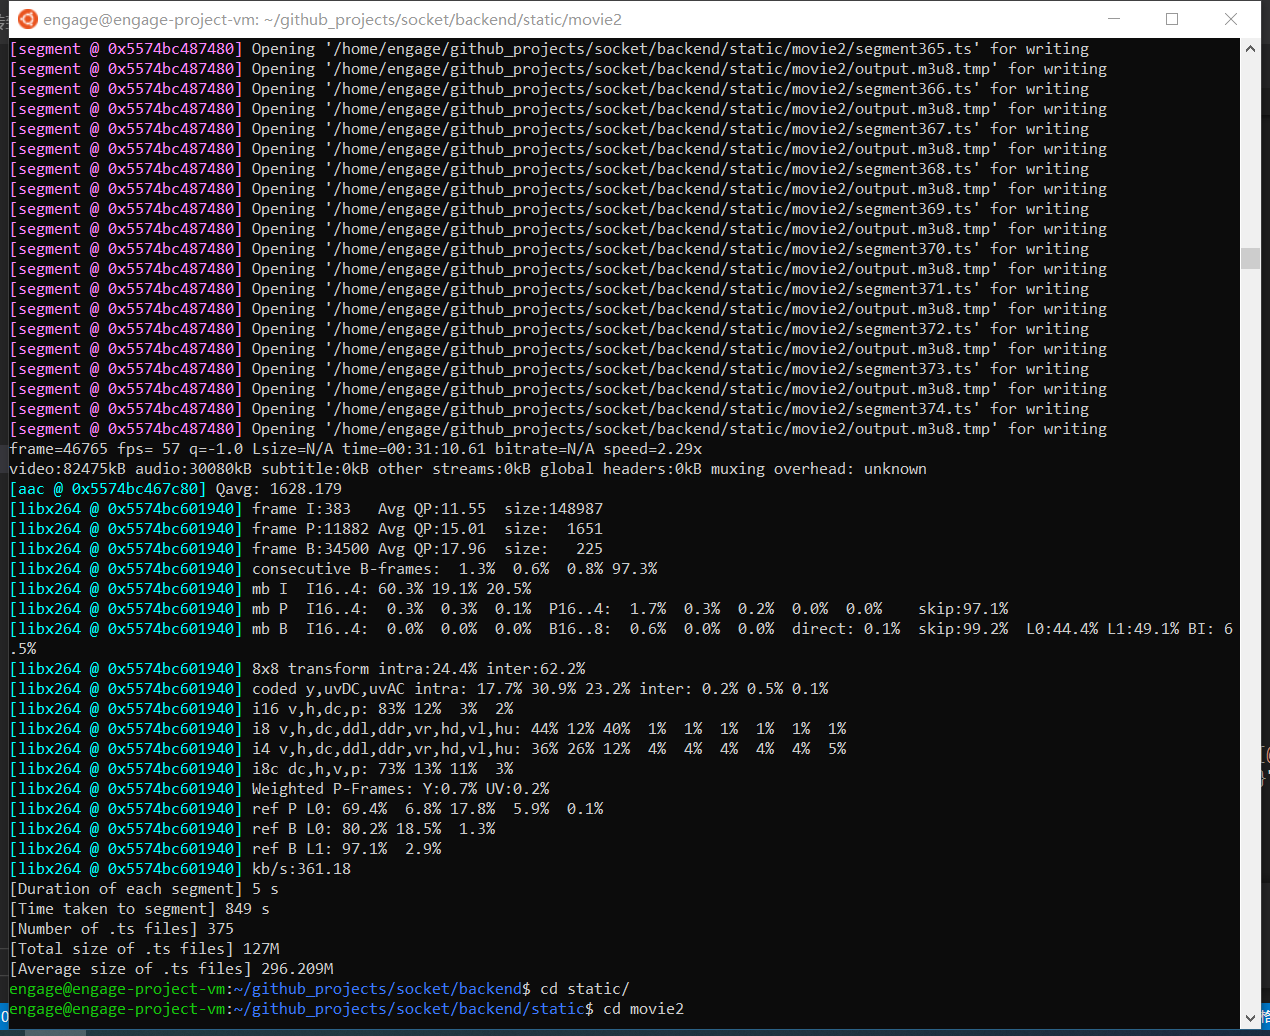 engage@engage-project-vm: ~/github_projects/socket/backend/static/movie2
[segment @ 0x5574bc487480] Opening '/home/engage/github_projects/socket/backend/static/movie2/segment365.ts' for writing
[segment @ 0x5574bc487480] Opening '/home/engage/github_projects/socket/backend/static/movie2/output.m3u8.tmp' for writing
[segment @ 0x5574bc487480] Opening '/home/engage/github_projects/socket/backend/static/movie2/segment366.ts' for writing
[segment @ 0x5574bc487480] Opening '/home/engage/github_projects/socket/backend/static/movie2/output.m3u8.tmp' for writing
[segment @ 0x5574bc487480] Opening '/home/engage/github_projects/socket/backend/static/movie2/segment367.ts' for writing
[segment @ 0x5574bc487480] Opening '/home/engage/github_projects/socket/backend/static/movie2/output.m3u8.tmp' for writing
[segment @ 0x5574bc487480] Opening '/home/engage/github_projects/socket/backend/static/movie2/segment368.ts' for writing
[segment @ 0x5574bc487480] Opening '/home/engage/github_projects/socket/backend/static/movie2/output.m3u8.tmp' for writing
[segment @ 0x5574bc487480] Opening '/home/engage/github_projects/socket/backend/static/movie2/segment369.ts' for writing
[segment @ 0x5574bc487480] Opening '/home/engage/github_projects/socket/backend/static/movie2/output.m3u8.tmp' for writing
[segment @ 0x5574bc487480] Opening '/home/engage/github_projects/socket/backend/static/movie2/segment370.ts' for writing
[segment @ 0x5574bc487480] Opening '/home/engage/github_projects/socket/backend/static/movie2/output.m3u8.tmp' for writing
[segment @ 0x5574bc487480] Opening '/home/engage/github_projects/socket/backend/static/movie2/segment371.ts' for writing
[segment @ 0x5574bc487480] Opening '/home/engage/github_projects/socket/backend/static/movie2/output.m3u8.tmp' for writing
[segment @ 0x5574bc487480] Opening '/home/engage/github_projects/socket/backend/static/movie2/segment372.ts' for writing
[segment @ 0x5574bc487480] Opening '/home/engage/github_projects/socket/backend/static/movie2/output.m3u8.tmp' for writing
[segment @ 0x5574bc487480] Opening '/home/engage/github_projects/socket/backend/static/movie2/segment373.ts' for writing
[segment @ 0x5574bc487480] Opening '/home/engage/github_projects/socket/backend/static/movie2/output.m3u8.tmp' for writing
[segment @ 0x5574bc487480] Opening '/home/engage/github_projects/socket/backend/static/movie2/segment374.ts' for writing
[segment @ 0x5574bc487480] Opening '/home/engage/github_projects/socket/backend/static/movie2/output.m3u8.tmp' for writing
frame=46765 fps= 57 q=-1.0 Lsize=N/A time=00:31:10.61 bitrate=N/A speed=2.29x
video:82475kB audio:30080kB subtitle:0kB other streams:0kB global headers:0kB muxing overhead: unknown
[aac @ 0x5574bc467c80] Qavg: 1628.179
[libx264 @ 0x5574bc601940] frame I:383   Avg QP:11.55  size:148987
[libx264 @ 0x5574bc601940] frame P:11882 Avg QP:15.01  size:  1651
[libx264 @ 0x5574bc601940] frame B:34500 Avg QP:17.96  size:   225
[libx264 @ 0x5574bc601940] consecutive B-frames:  1.3%  0.6%  0.8% 97.3%
[libx264 @ 0x5574bc601940] mb I  I16..4: 60.3% 19.1% 20.5%
[libx264 @ 0x5574bc601940] mb P  I16..4:  0.3%  0.3%  0.1%  P16..4:  1.7%  0.3%  0.2%  0.0%  0.0%    skip:97.1%
[libx264 @ 0x5574bc601940] mb B  I16..4:  0.0%  0.0%  0.0%  B16..8:  0.6%  0.0%  0.0%  direct: 0.1%  skip:99.2%  L0:44.4% L1:49.1% BI: 6
.5%
[libx264 @ 0x5574bc601940] 8x8 transform intra:24.4% inter:62.2%
[libx264 @ 0x5574bc601940] coded y,uvDC,uvAC intra: 17.7% 30.9% 23.2% inter: 0.2% 0.5% 0.1%
[libx264 @ 0x5574bc601940] i16 v,h,dc,p: 83% 12%  3%  2%
[libx264 @ 0x5574bc601940] i8 v,h,dc,ddl,ddr,vr,hd,vl,hu: 44% 12% 40%  1%  1%  1%  1%  1%  1%
[libx264 @ 0x5574bc601940] i4 v,h,dc,ddl,ddr,vr,hd,vl,hu: 36% 26% 12%  4%  4%  4%  4%  4%  5%
[libx264 @ 0x5574bc601940] i8c dc,h,v,p: 73% 13% 11%  3%
[libx264 @ 0x5574bc601940] Weighted P-Frames: Y:0.7% UV:0.2%
[libx264 @ 0x5574bc601940] ref P L0: 69.4%  6.8% 17.8%  5.9%  0.1%
[libx264 @ 0x5574bc601940] ref B L0: 80.2% 18.5%  1.3%
[libx264 @ 0x5574bc601940] ref B L1: 97.1%  2.9%
[libx264 @ 0x5574bc601940] kb/s:361.18
[Duration of each segment] 5 s
[Time taken to segment] 849 s
[Number of .ts files] 375
[Total size of .ts files] 127M
[Average size of .ts files] 296.209M
engage@engage-project-vm:~/github_projects/socket/backend$ cd static/
engage@engage-project-vm:~/github_projects/socket/backend/static$ cd movie2